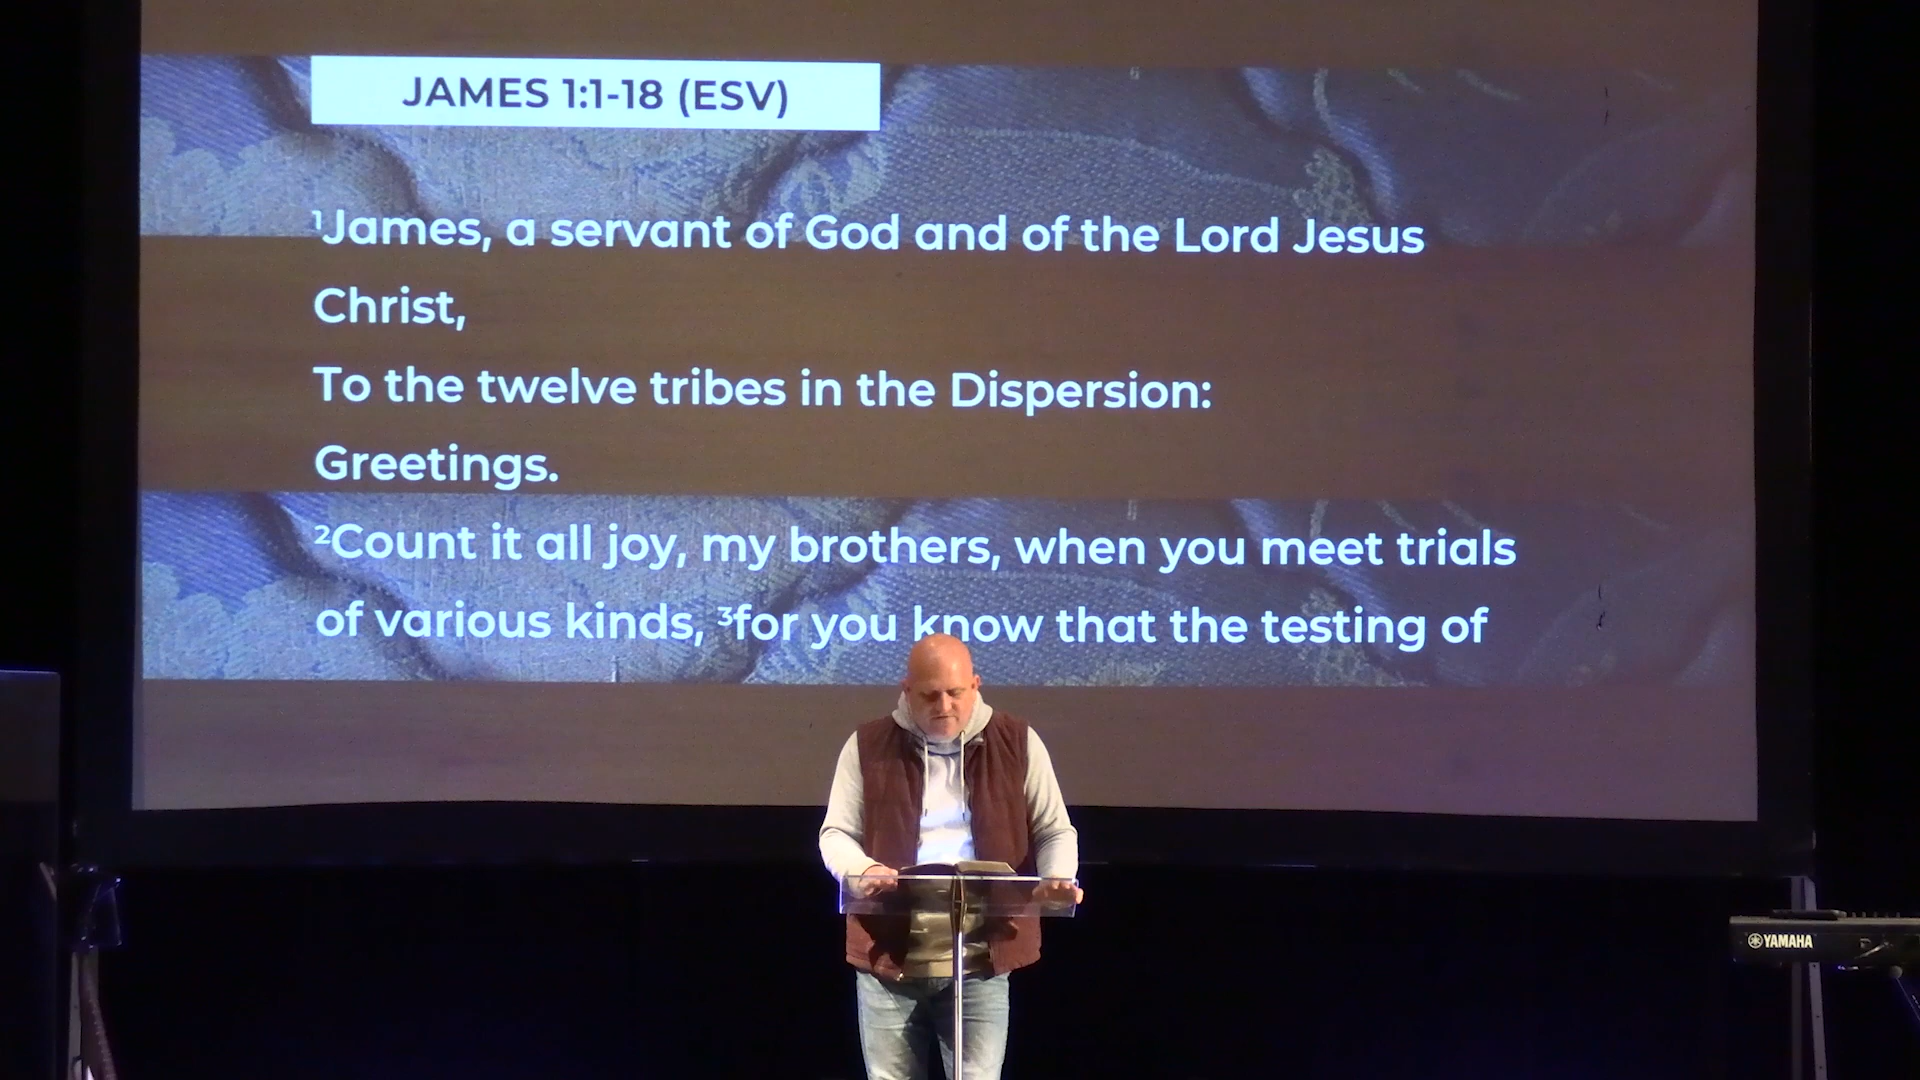 JAMES 1:1-18 (ESV)
¹James, a servant of God and of the Lord Jesus
Christ,
To the twelve tribes in the Dispersion:
Greetings.
²Count it all joy, my brothers, when you meet trials
of various kinds, ³for you know that the testing of
YAMAHA